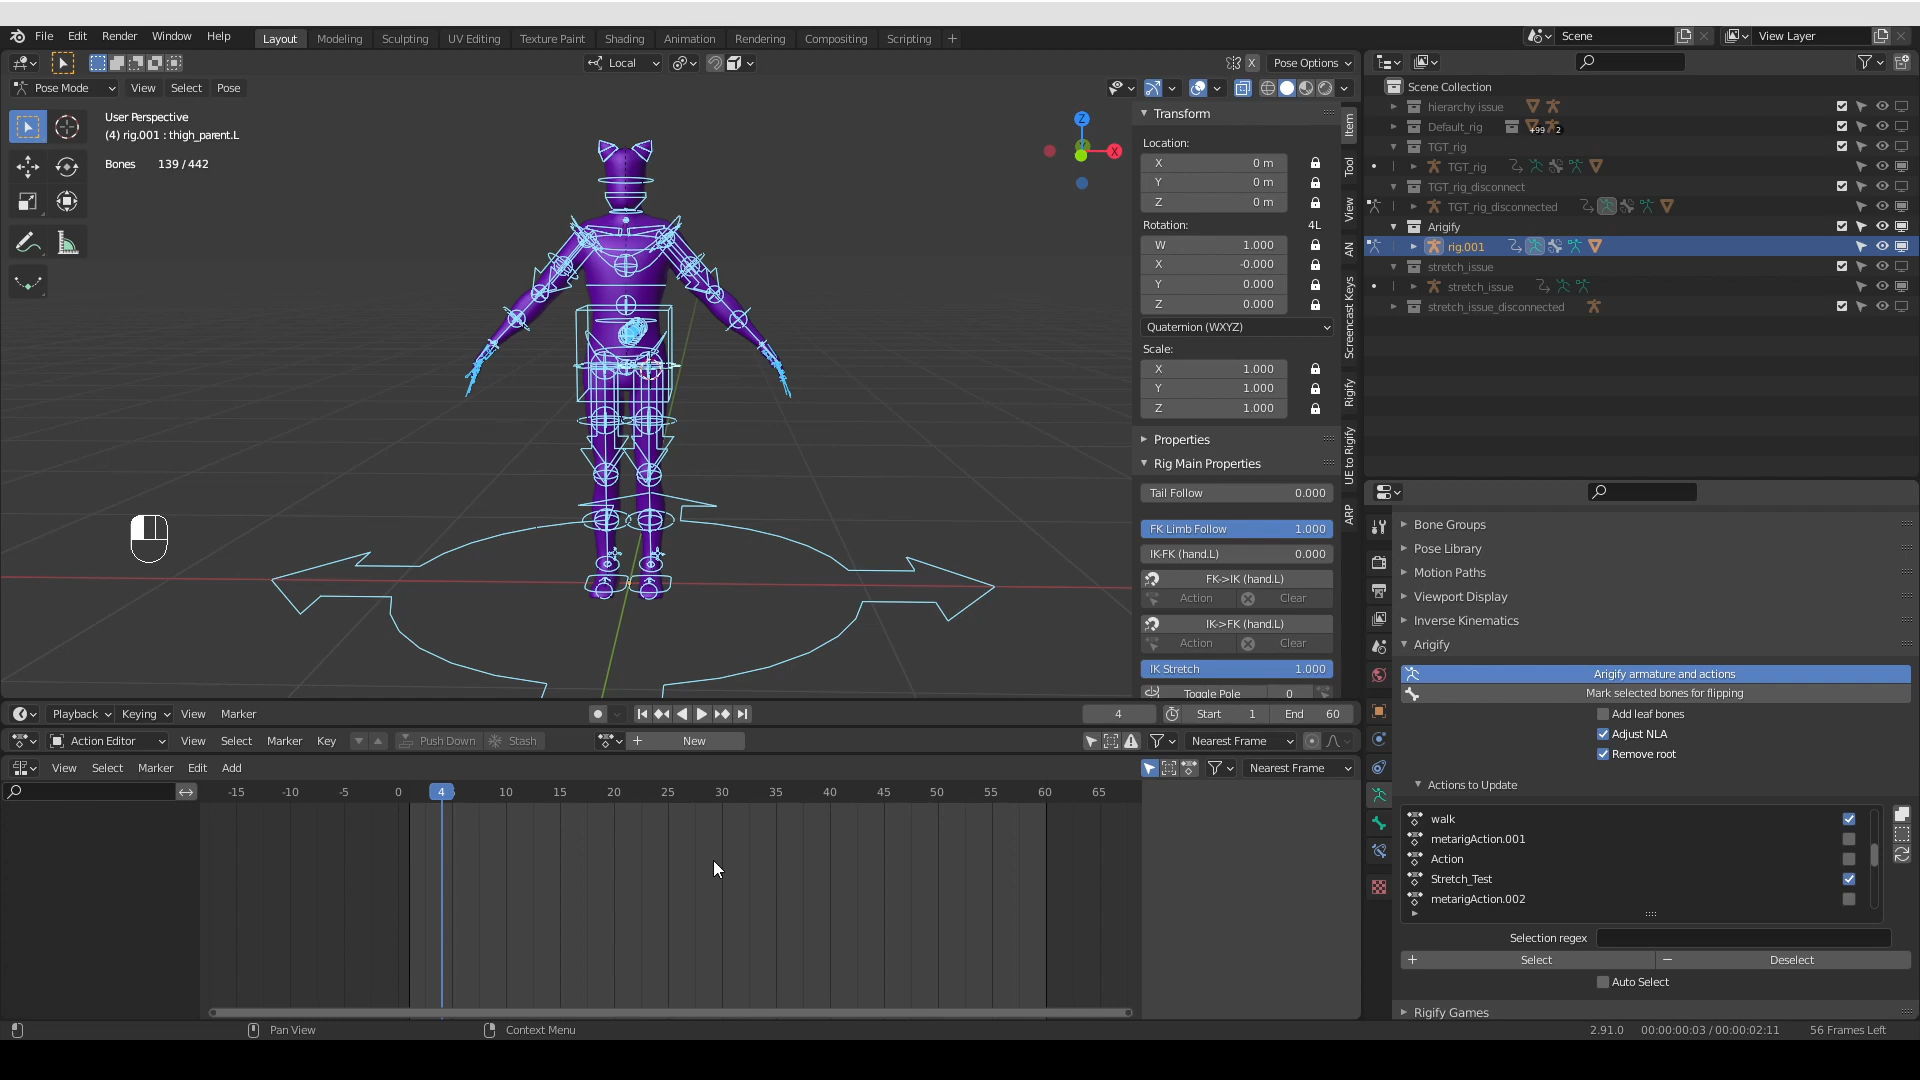 File Edit Render Window Help Layout Modeling Sculpting UV Editing Texture Paint Shading Animation Rendering Compositing Scripting + Scene View Layer
Local X Pose Options
Pose Mode View Select Pose
User Perspective
(4) rig.001 : thigh_parent.L
Bones 139 / 442
Z
X
Transform
Location:
X 0 m
Y 0 m
Z 0 m
Rotation: 4L
W 1.000
X -0.000
Y 0.000
Z 0.000
Quaternion (WXYZ)
Scale:
X 1.000
Y 1.000
Z 1.000
Properties
Rig Main Properties
Tail Follow 0.000
FK Limb Follow 1.000
IK-FK (hand.L) 0.000
FK->IK (hand.L)
Action Clear
IK->FK (hand.L)
Action Clear
IK Stretch 1.000
Toggle Pole 0
Item
Tool
View
AN
Screencast Keys
Rigify
UE to Rigify
ARP
Scene Collection
hierarchy issue
Default_rig +99 2
TGT_rig
TGT_rig
TGT_rig_disconnect
TGT_rig_disconnected
Arigify
rig.001
stretch_issue
stretch_issue
stretch_issue_disconnected
Bone Groups
Pose Library
Motion Paths
Viewport Display
Inverse Kinematics
Arigify
Arigify armature and actions
Mark selected bones for flipping
Add leaf bones
Adjust NLA
Remove root
Actions to Update
walk
metarigAction.001
Action
Stretch_Test
metarigAction.002
Selection regex
+ Select − Deselect
Auto Select
Rigify Games
Playback Keying View Marker 4 Start 1 End 60
Action Editor View Select Marker Key Push Down Stash + New Nearest Frame
View Select Marker Edit Add Nearest Frame
-15 -10 -5 0 4 10 15 20 25 30 35 40 45 50 55 60 65
Pan View Context Menu 2.91.0 00:00:00:03 / 00:00:02:11 56 Frames Left